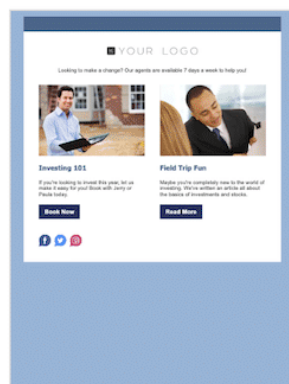 YOUR LOGO
Looking to make a change? Our agents are available 7 days a week to help you!
Investing 101
If you're looking to invest this year, let us
make it easy for you! Book with Jerry or
Paula today.
Book Now
Field Trip Fun
Maybe you're completely new to the world of
investing. We've written an article all about
the basics of investments and stocks.
Read More